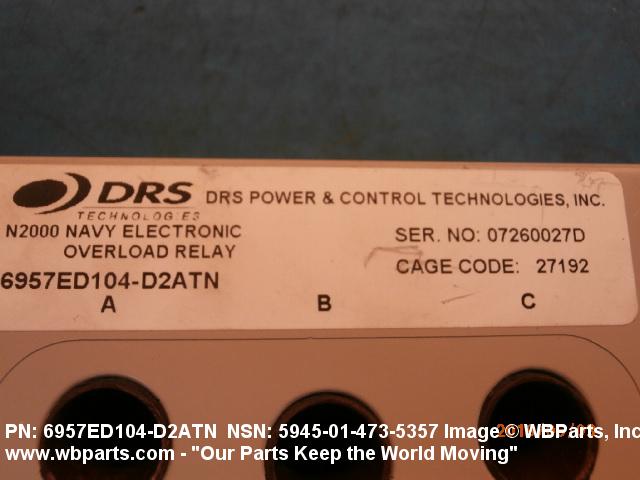 DRS
TECHNOLOGIES
DRS POWER & CONTROL TECHNOLOGIES, INC.
N2000 NAVY ELECTRONIC
OVERLOAD RELAY
SER. NO: 07260027D
6957ED104-D2ATN
CAGE CODE: 27192
A B C
PN: 6957ED104-D2ATN NSN: 5945-01-473-5357 Image © WBParts, Inc
www.wbparts.com - "Our Parts Keep the World Moving"